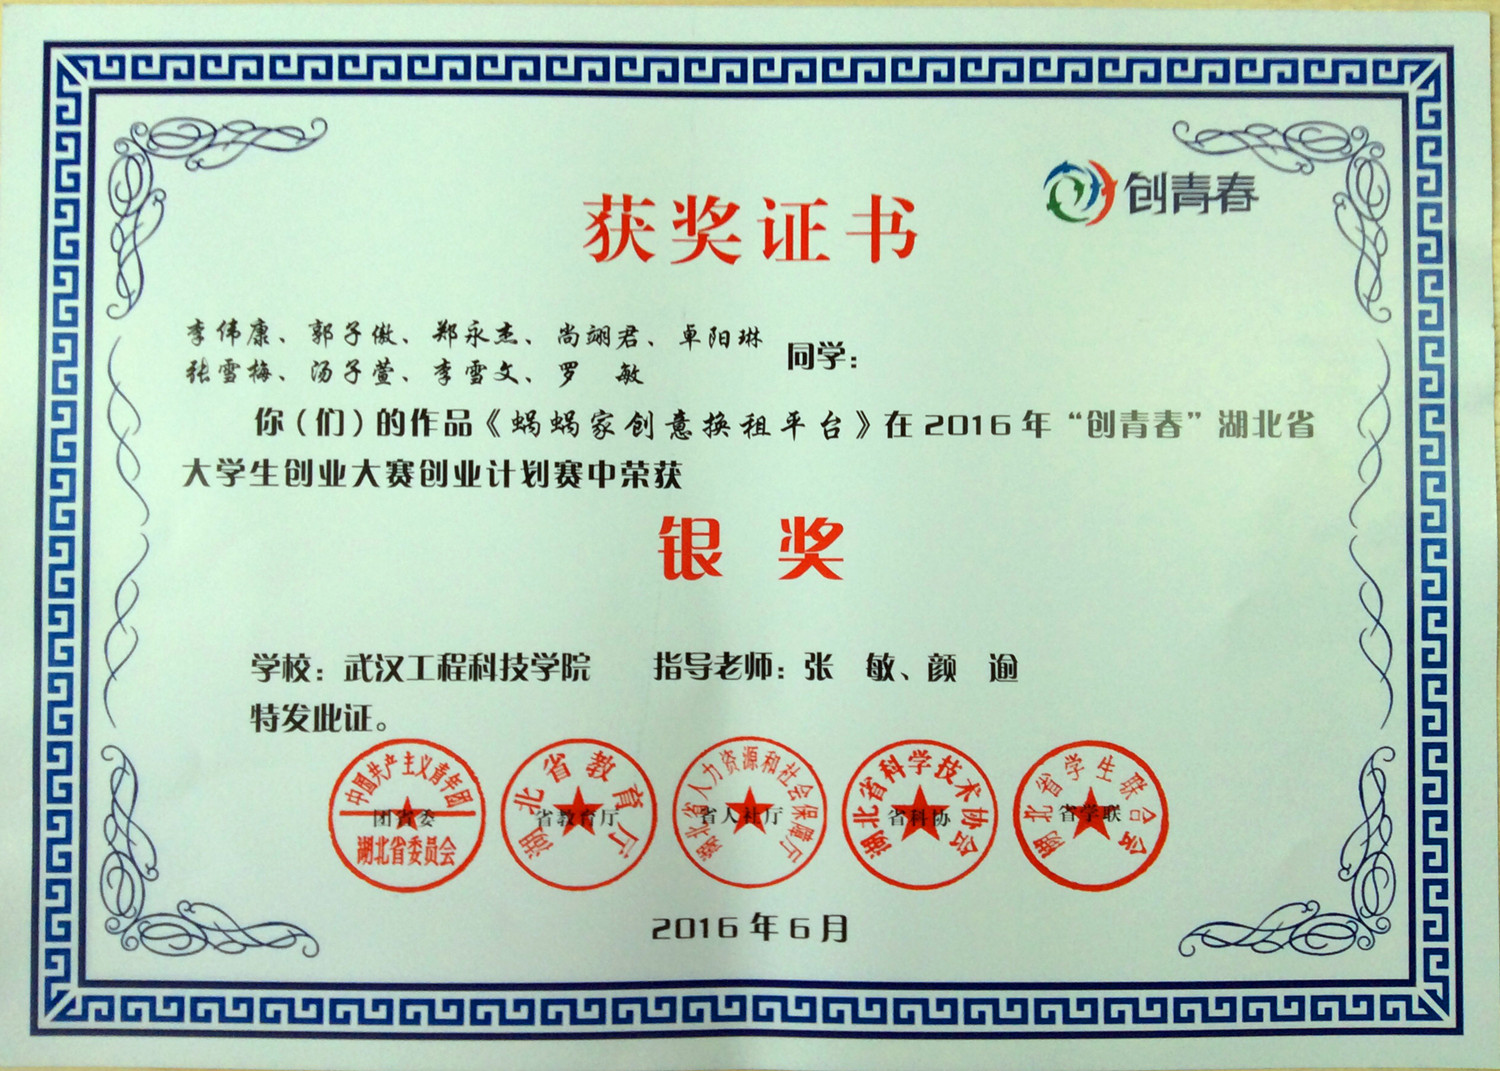 创青春
获奖证书
李伟康、郭子傲、郑永杰、尚翊君、卓阳琳
张雪梅、汤子萱、李雪文、罗 敏
同学：
你（们）的作品《蜗蜗家创意换租平台》在2016年“创青春”湖北省
大学生创业大赛创业计划赛中荣获
银 奖
学校：武汉工程科技学院 指导老师：张 敏、颜 逾
特发此证。
中国共产主义青年团 湖北省委员会
湖北省教育厅
湖北省人力资源和社会保障厅
湖北省科学技术协会
湖北省学生联合会
团省委 省教育厅 省人社厅 省科协 省学联
2016年6月